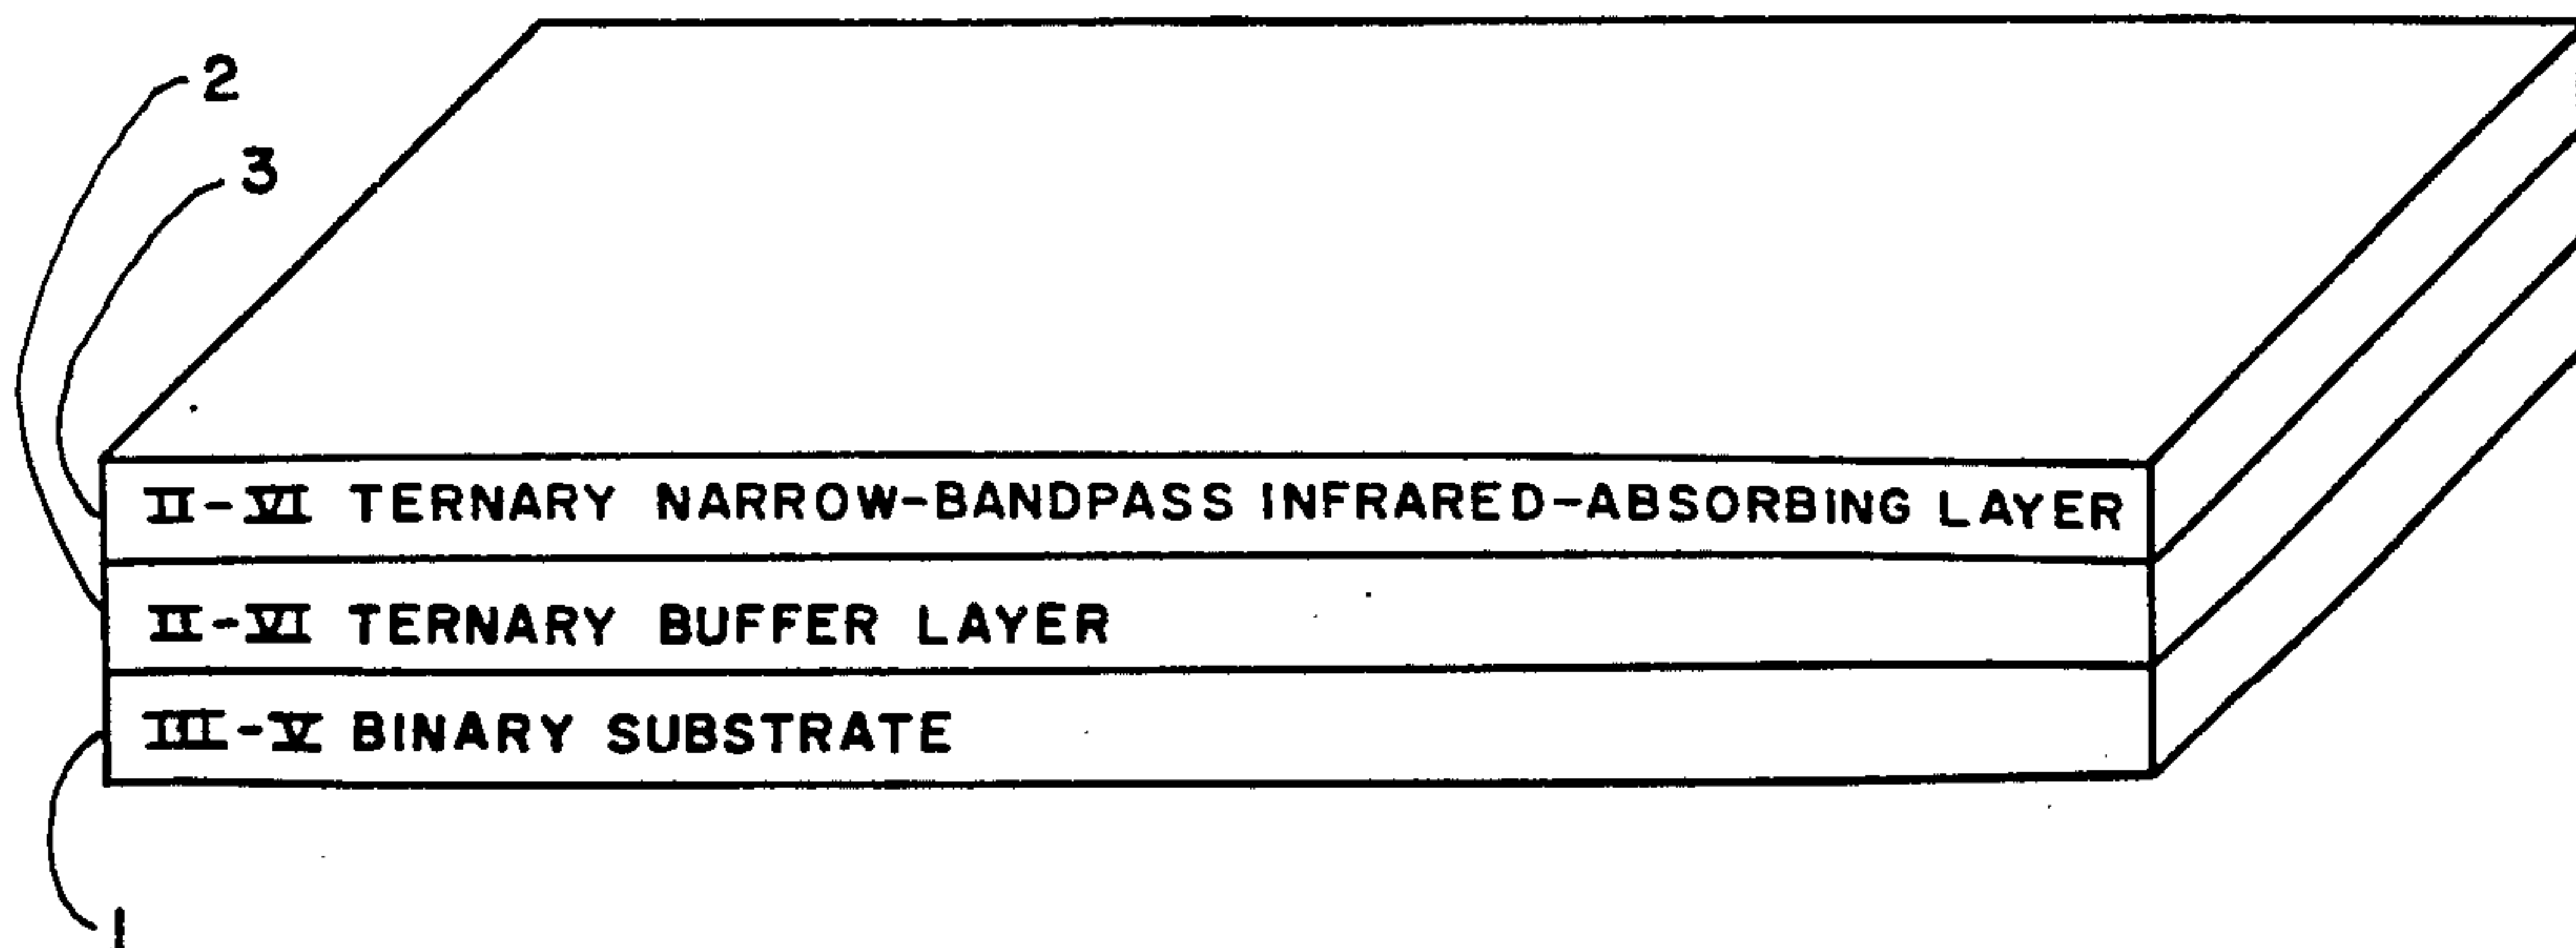 2
3
II-VI TERNARY NARROW-BANDPASS INFRARED-ABSORBING LAYER
II-VI TERNARY BUFFER LAYER
III-V BINARY SUBSTRATE
1